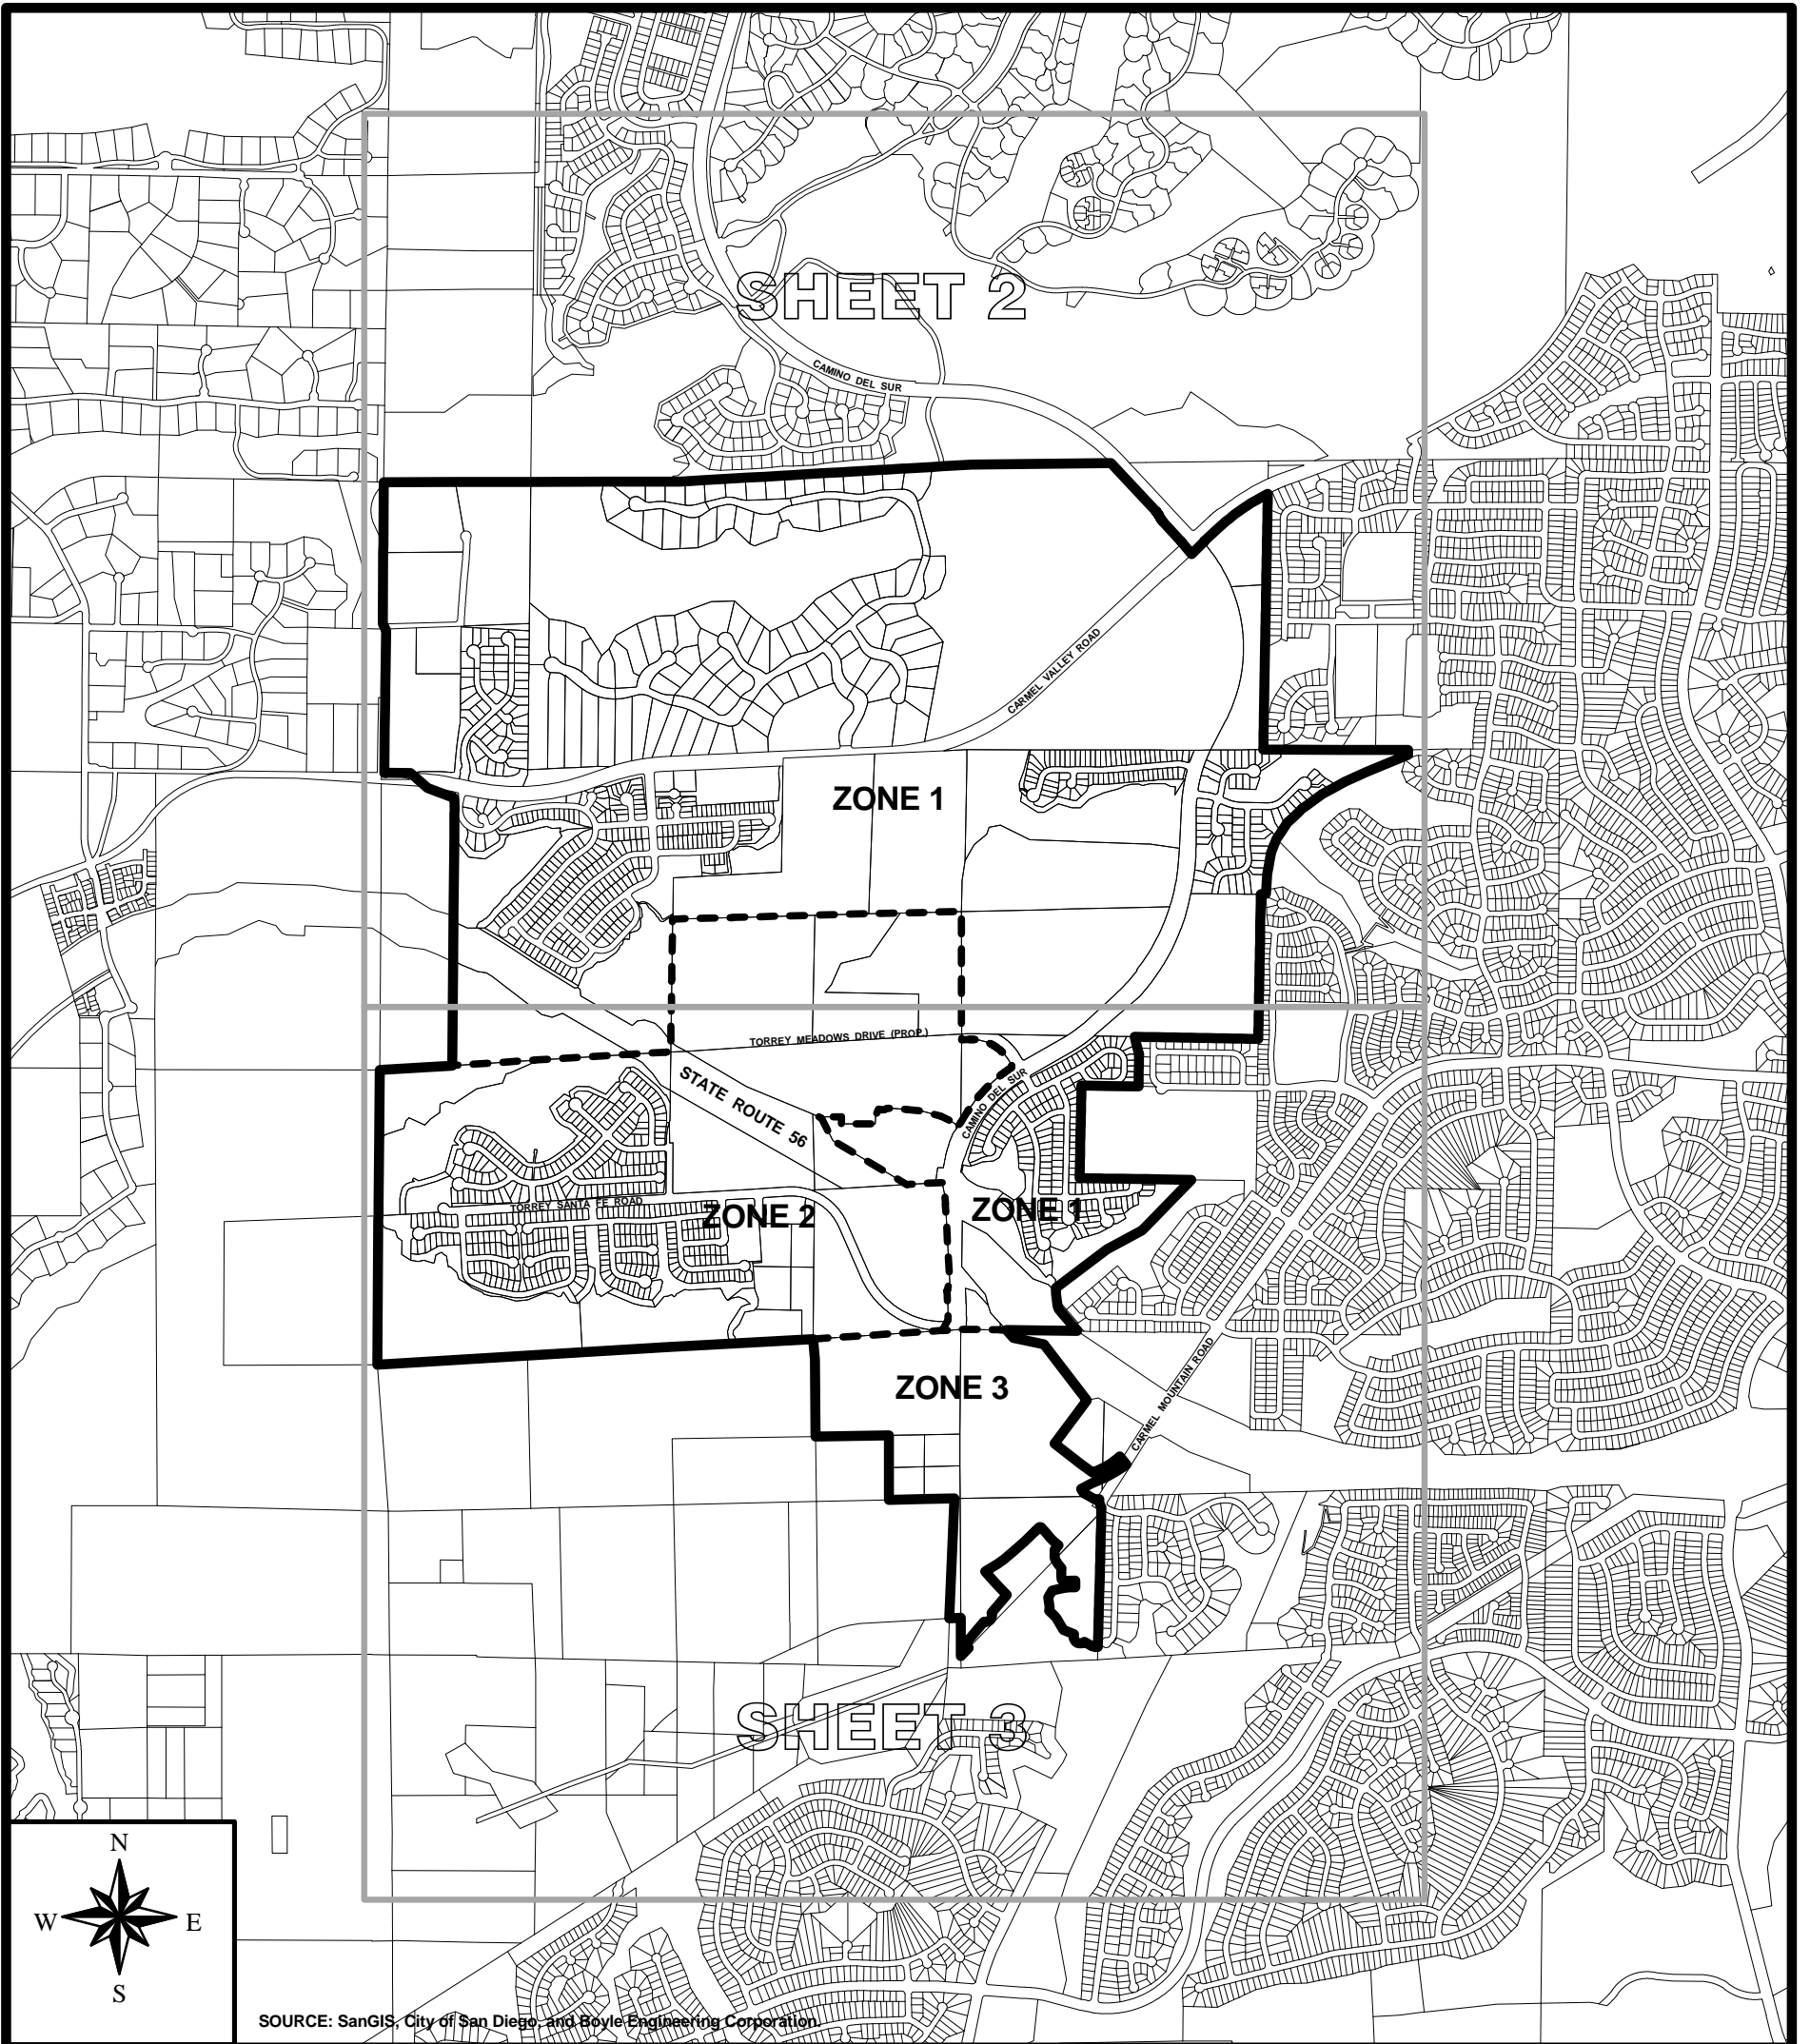 SHEET 2
CAMINO DEL SUR
CARMEL VALLEY ROAD
ZONE 1
TORREY MEADOWS DRIVE (PROP.)
STATE ROUTE 56
CAMINO DEL SUR
TORREY SANTA FE ROAD
ZONE 2
ZONE 1
CARMEL MOUNTAIN ROAD
ZONE 3
SHEET 3
N
W
E
S
SOURCE: SanGIS, City of San Diego, and Boyle Engineering Corporation.